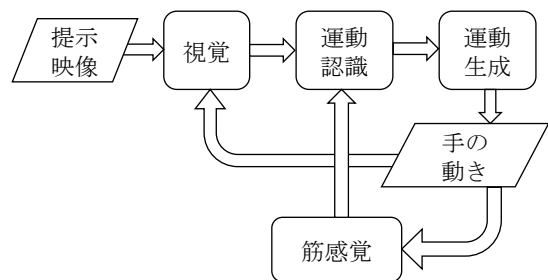 提示
映像
視覚
運動
認識
運動
生成
手の
動き
筋感覚